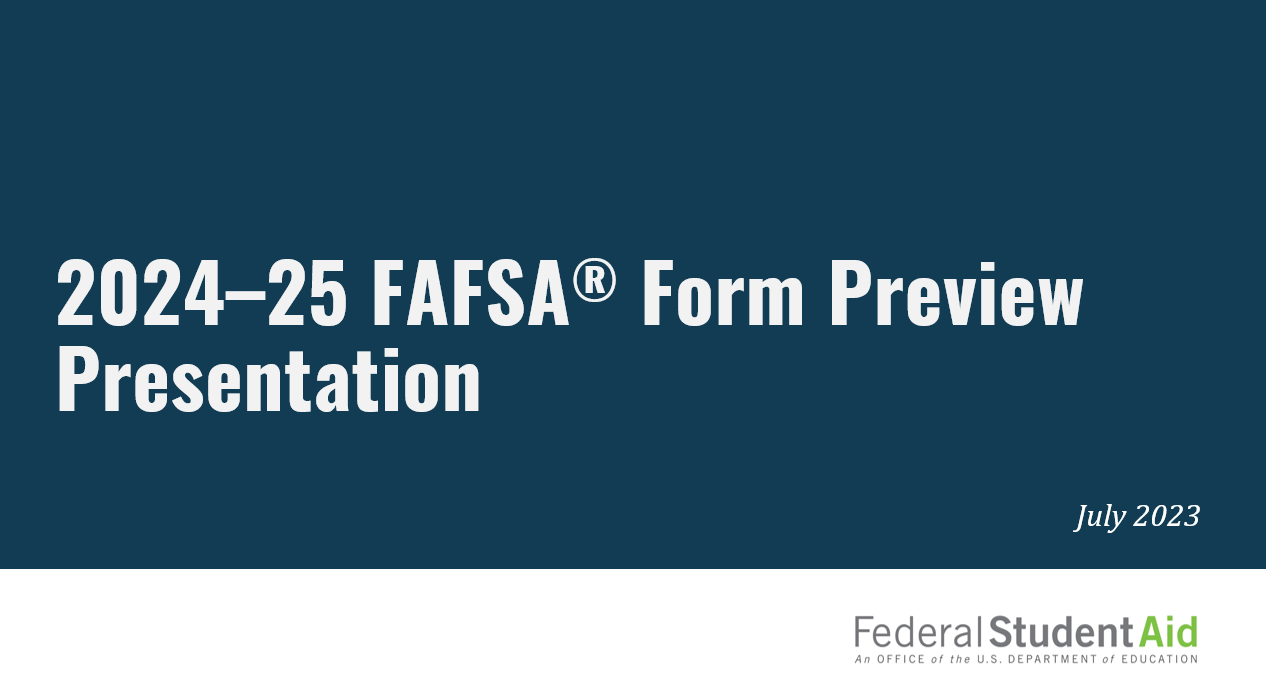 2024–25 FAFSA® Form Preview
Presentation
July 2023
Federal Student Aid
An OFFICE of the U.S. DEPARTMENT of EDUCATION